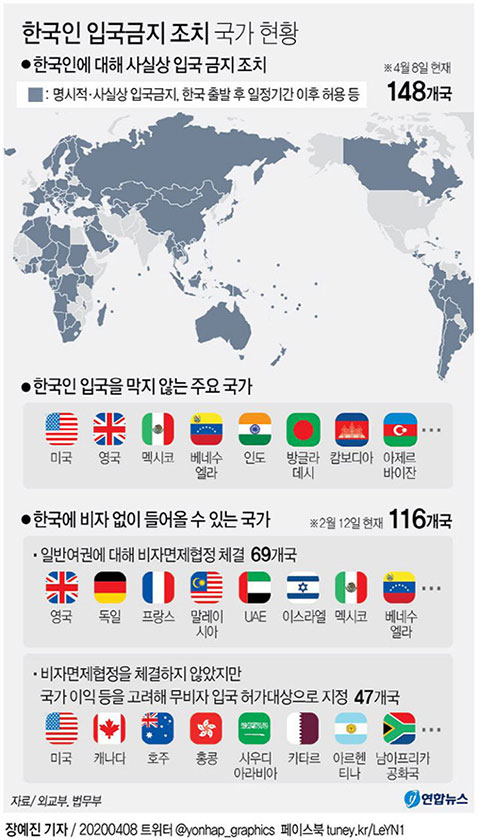 한국인 입국금지 조치 국가 현황
●한국인에 대해 사실상 입국 금지 조치
※4월 8일 현재
148개국
: 명시적·사실상 입국금지, 한국 출발 후 일정기간 이후 허용 등
●한국인 입국을 막지 않는 주요 국가
미국 영국 멕시코 베네수엘라 인도 방글라데시 캄보디아 아제르바이잔 …
●한국에 비자 없이 들어올 수 있는 국가 ※2월 12일 현재 116개국
· 일반여권에 대해 비자면제협정 체결 69개국
영국 독일 프랑스 말레이시아 UAE 이스라엘 멕시코 베네수엘라 …
· 비자면제협정을 체결하지 않았지만
국가 이익 등을 고려해 무비자 입국 허가대상으로 지정 47개국
미국 캐나다 호주 홍콩 사우디아라비아 카타르 아르헨티나 남아프리카공화국 …
자료/ 외교부, 법무부
연합뉴스
장예진 기자 / 20200408 트위터 @yonhap_graphics 페이스북 tuney.kr/LeYN1